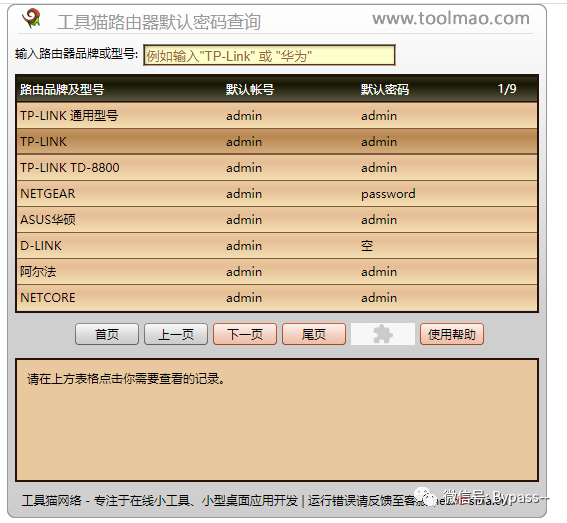 工具猫路由器默认密码查询 www.toolmao.com
输入路由器品牌或型号: 例如输入"TP-Link" 或 "华为"
路由品牌及型号 默认帐号 默认密码 1/9
TP-LINK 通用型号 admin admin
TP-LINK admin admin
TP-LINK TD-8800 admin admin
NETGEAR admin password
ASUS华硕 admin admin
D-LINK admin 空
阿尔法 admin admin
NETCORE admin admin
首页 上一页 下一页 尾页 使用帮助
请在上方表格点击你需要查看的记录。
工具猫网络 - 专注于在线小工具、小型桌面应用开发 | 运行错误请反馈至客
微信号: Bypass--